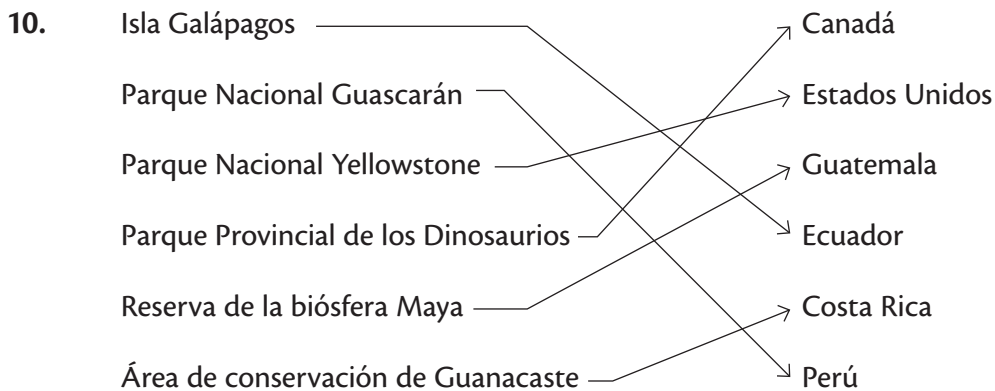 10. Isla Galápagos Canadá
Parque Nacional Guascarán Estados Unidos
Parque Nacional Yellowstone Guatemala
Parque Provincial de los Dinosaurios Ecuador
Reserva de la biósfera Maya Costa Rica
Área de conservación de Guanacaste Perú